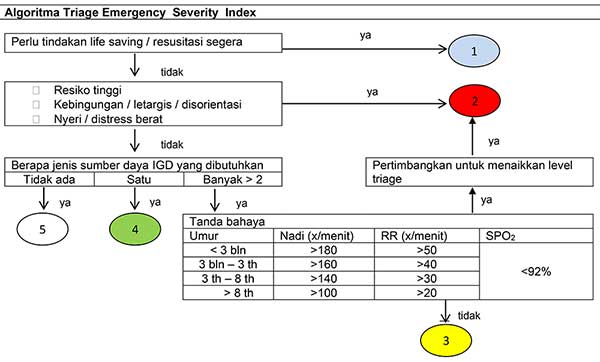 Algoritma Triage Emergency Severity Index
Perlu tindakan life saving / resusitasi segera
ya
1
tidak
Resiko tinggi
Kebingungan / letargis / disorientasi
Nyeri / distress berat
ya
2
tidak
ya
Berapa jenis sumber daya IGD yang dibutuhkan
Tidak ada Satu Banyak > 2
Pertimbangkan untuk menaikkan level
triage
ya ya ya ya
5
4
Tanda bahaya
Umur Nadi (x/menit) RR (x/menit) SPO₂
< 3 bln >180 >50
3 bln – 3 th >160 >40
3 th – 8 th >140 >30
> 8 th >100 >20
<92%
tidak
3